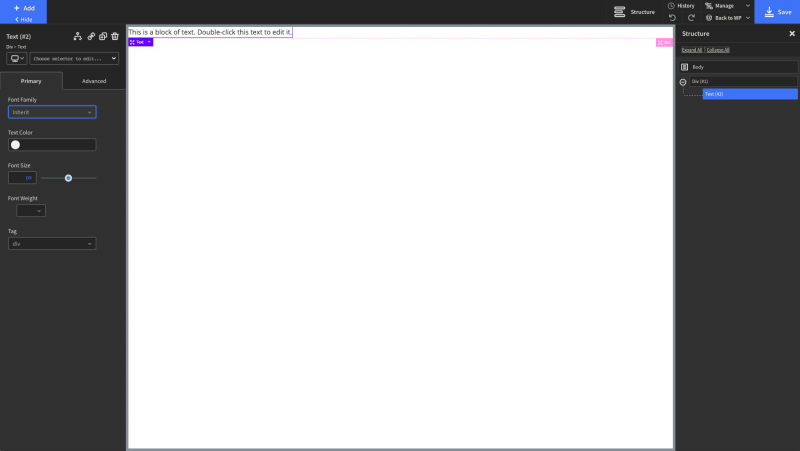 + Add
< Hide
Structure
History
Manage
Back to WP
Save
Text (#2)
Div > Text
Choose selector to edit...
Primary
Advanced
Font Family
Inherit
Text Color
Font Size
px
Font Weight
Tag
div
This is a block of text. Double-click this text to edit it.
Text
Div
Structure
Expand All | Collapse All
Body
Div (#1)
Text (#2)